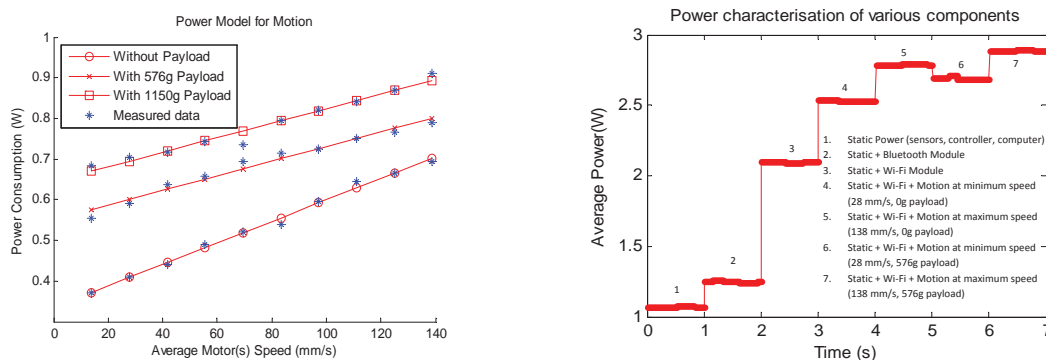 Power Model for Motion
1
0.9
0.8
0.7
0.6
0.5
0.4
Power Consumption (W)
Without Payload
With 576g Payload
With 1150g Payload
Measured data
0 20 40 60 80 100 120 140
Average Motor(s) Speed (mm/s)
Power characterisation of various components
3
2.5
2
1.5
1
Average Power(W)
1
2
3
4
5
6
7
1. Static Power (sensors, controller, computer)
2. Static + Bluetooth Module
3. Static + Wi-Fi Module
4. Static + Wi-Fi + Motion at minimum speed
(28 mm/s, 0g payload)
5. Static + Wi-Fi + Motion at maximum speed
(138 mm/s, 0g payload)
6. Static + Wi-Fi + Motion at minimum speed
(28 mm/s, 576g payload)
7. Static + Wi-Fi + Motion at maximum speed
(138 mm/s, 576g payload)
0 1 2 3 4 5 6 7
Time (s)